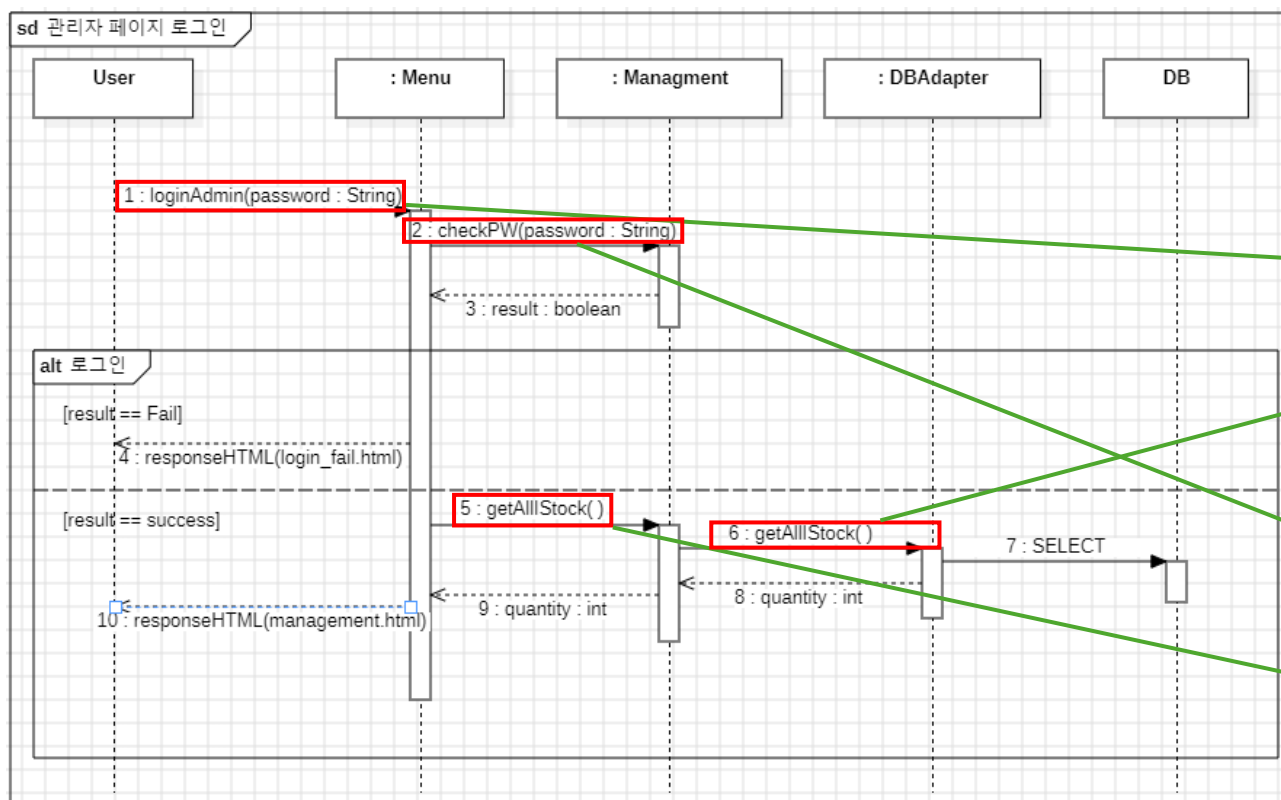 sd 관리자 페이지 로그인
User
: Menu
: Managment
: DBAdapter
DB
1 : loginAdmin(password : String)
2 : checkPW(password : String)
3 : result : boolean
alt 로그인
[result == Fail]
4 : responseHTML(login_fail.html)
[result == success]
5 : getAlllStock( )
6 : getAlllStock( )
7 : SELECT
8 : quantity : int
9 : quantity : int
10 : responseHTML(management.html)